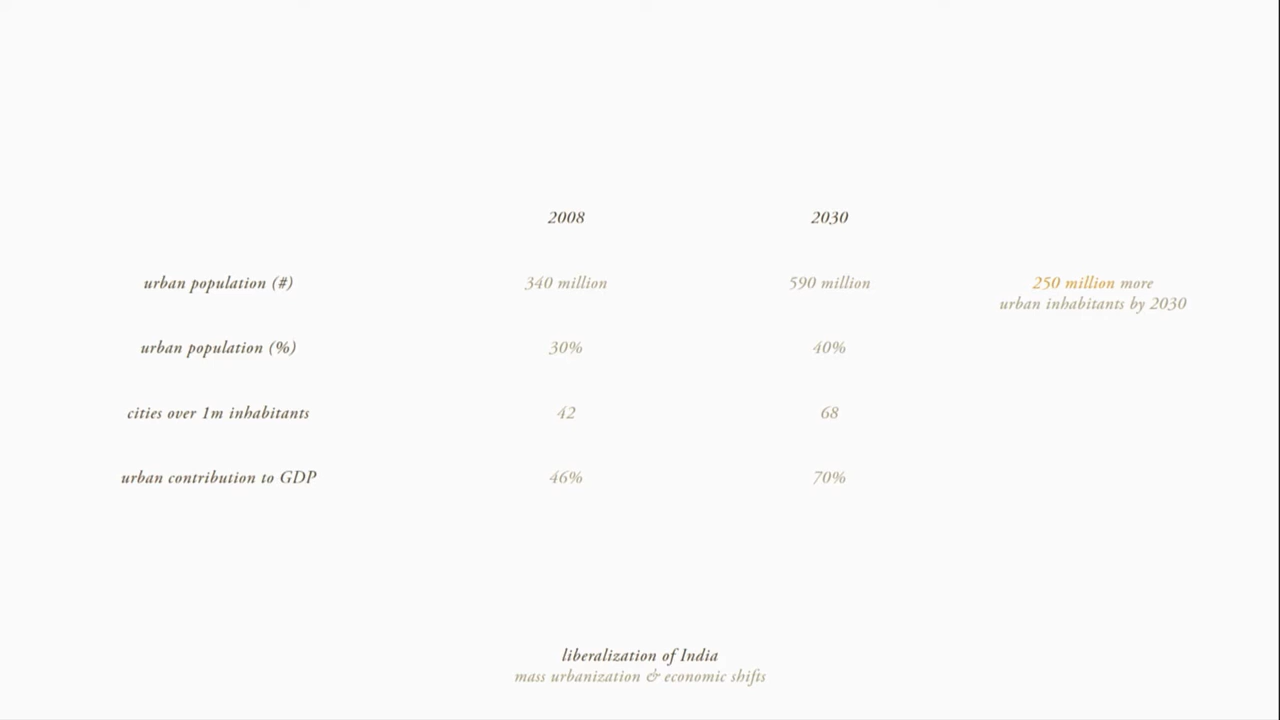 2008 2030
urban population (#) 340 million 590 million 250 million more
urban inhabitants by 2030
urban population (%) 30% 40%
cities over 1m inhabitants 42 68
urban contribution to GDP 46% 70%
liberalization of India
mass urbanization & economic shifts